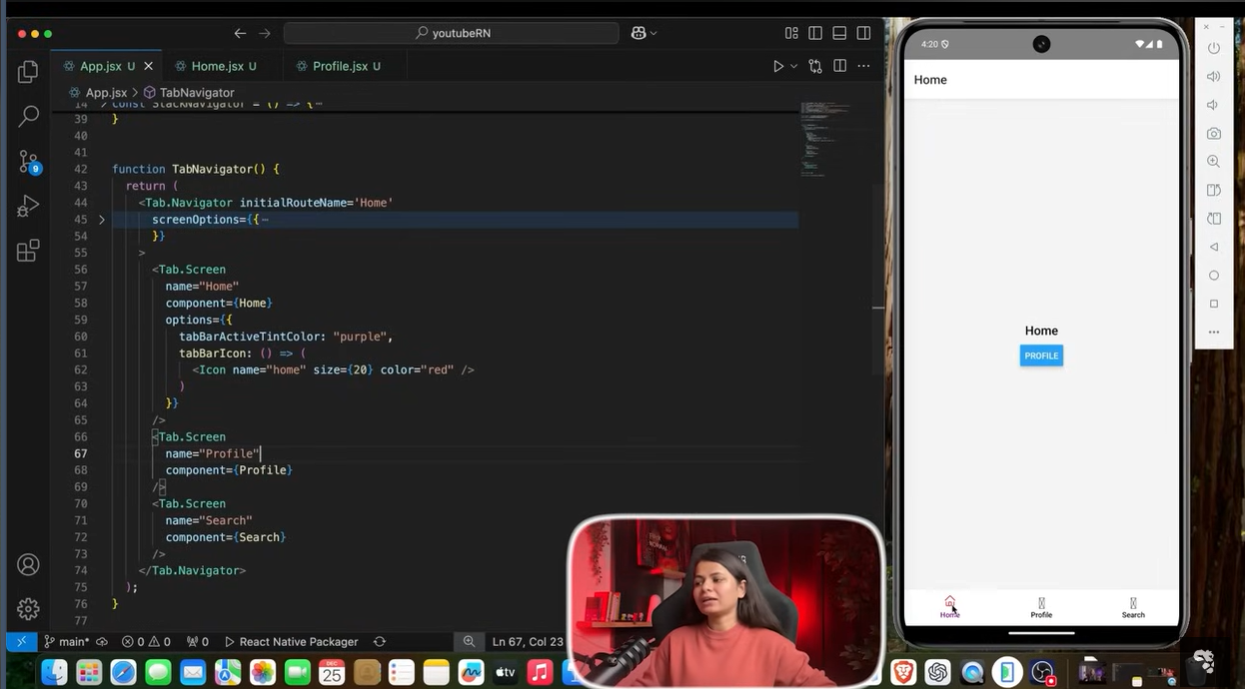 youtubeRN
App.jsx U
Home.jsx U
Profile.jsx U
App.jsx > TabNavigator
14 const StackNavigator = () => {
39 }
40
41
42 function TabNavigator() {
43 return (
44 <Tab.Navigator initialRouteName='Home'
45 screenOptions={{
54 }}
55 >
56 <Tab.Screen
57 name="Home"
58 component={Home}
59 options={{
60 tabBarActiveTintColor: "purple",
61 tabBarIcon: () => (
62 <Icon name="home" size={20} color="red" />
63 )
64 }}
65 />
66 <Tab.Screen
67 name="Profile"
68 component={Profile}
69 />
70 <Tab.Screen
71 name="Search"
72 component={Search}
73 />
74 </Tab.Navigator>
75 );
76 }
77
9
main*
0 0
0
React Native Packager
Ln 67, Col 23
DEC
25
tv
4:20
Home
Home
PROFILE
Home
Profile
Search